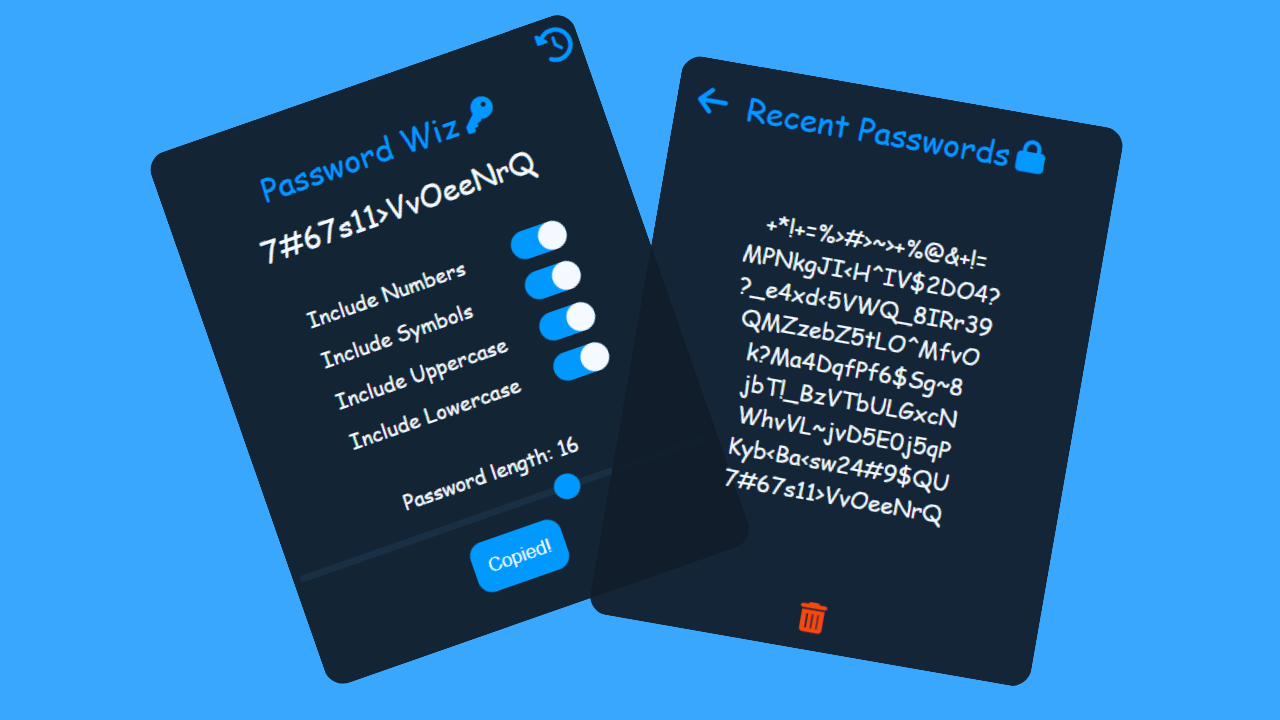 Password Wiz
7#67s11>VvOeeNrQ
Include Numbers
Include Symbols
Include Uppercase
Include Lowercase
Password length: 16
Copied!
Recent Passwords
+*!+=%>#>~>+%@&+!=
MPNkgJI<H^IV$2DO4?
?_e4xd<5VWQ_8IRr39
QMZzebZ5tLO^MfvO
k?Ma4DqfPf6$Sg~8
jbT!_BzVTbULGxcN
WhvVL~jvD5E0j5qP
Kyb<Ba<sw24#9$QU
7#67s11>VvOeeNrQ